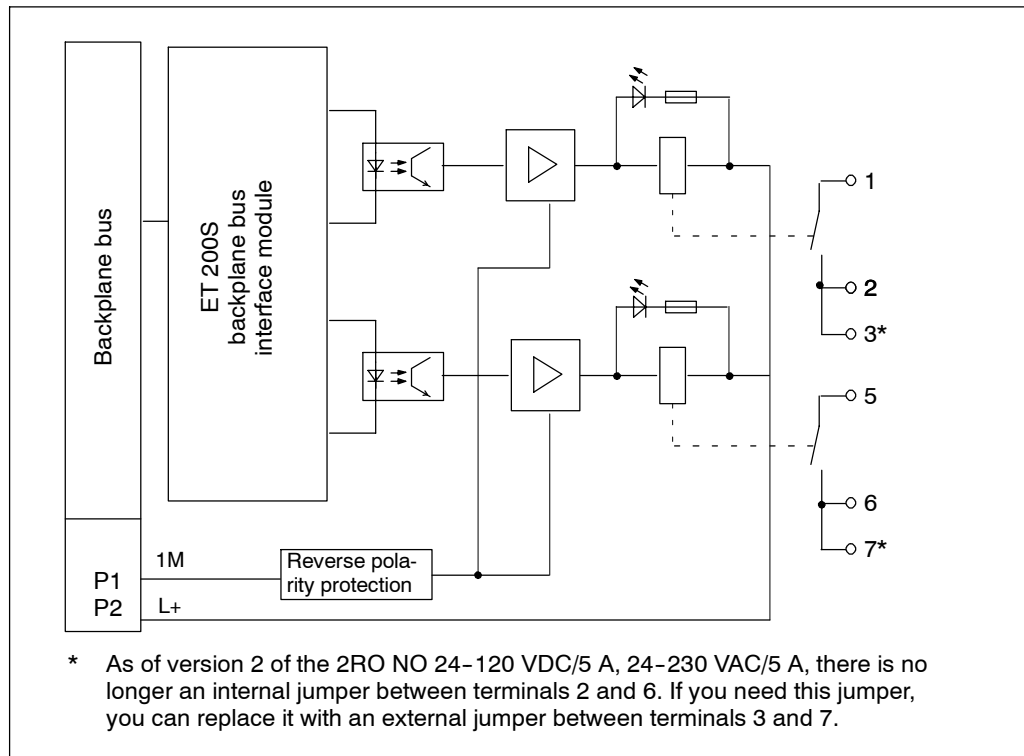 Backplane bus
ET 200S
backplane bus
interface module
1
2
3*
5
6
7*
P1
P2
1M
L+
Reverse pola-
rity protection
* As of version 2 of the 2RO NO 24-120 VDC/5 A, 24-230 VAC/5 A, there is no
longer an internal jumper between terminals 2 and 6. If you need this jumper,
you can replace it with an external jumper between terminals 3 and 7.